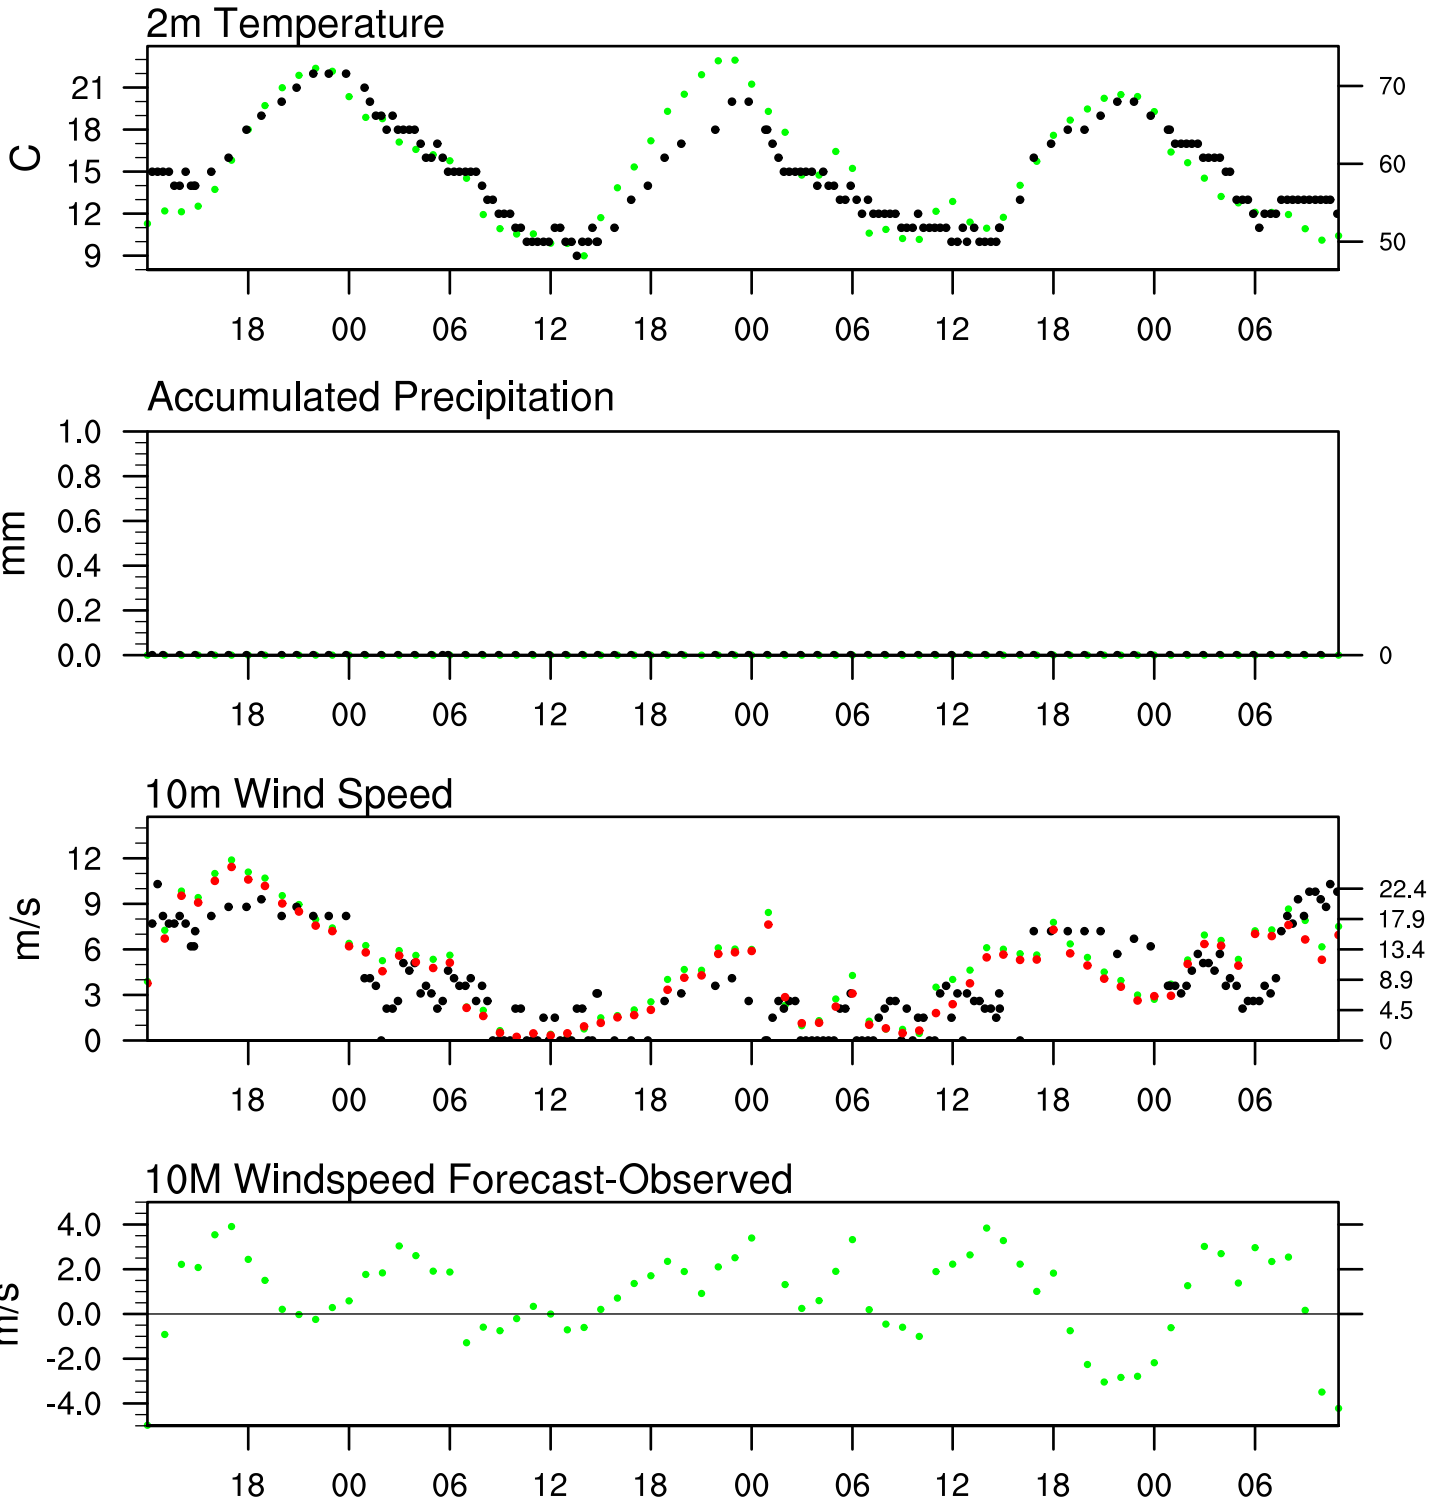 2m Temperature
C
21
18
15
12
9
70
60
50
18 00 06 12 18 00 06 12 18 00 06
Accumulated Precipitation
mm
1.0
0.8
0.6
0.4
0.2
0.0
0
18 00 06 12 18 00 06 12 18 00 06
10m Wind Speed
m/s
12
9
6
3
0
22.4
17.9
13.4
8.9
4.5
0
18 00 06 12 18 00 06 12 18 00 06
10M Windspeed Forecast-Observed
m/s
4.0
2.0
0.0
-2.0
-4.0
18 00 06 12 18 00 06 12 18 00 06